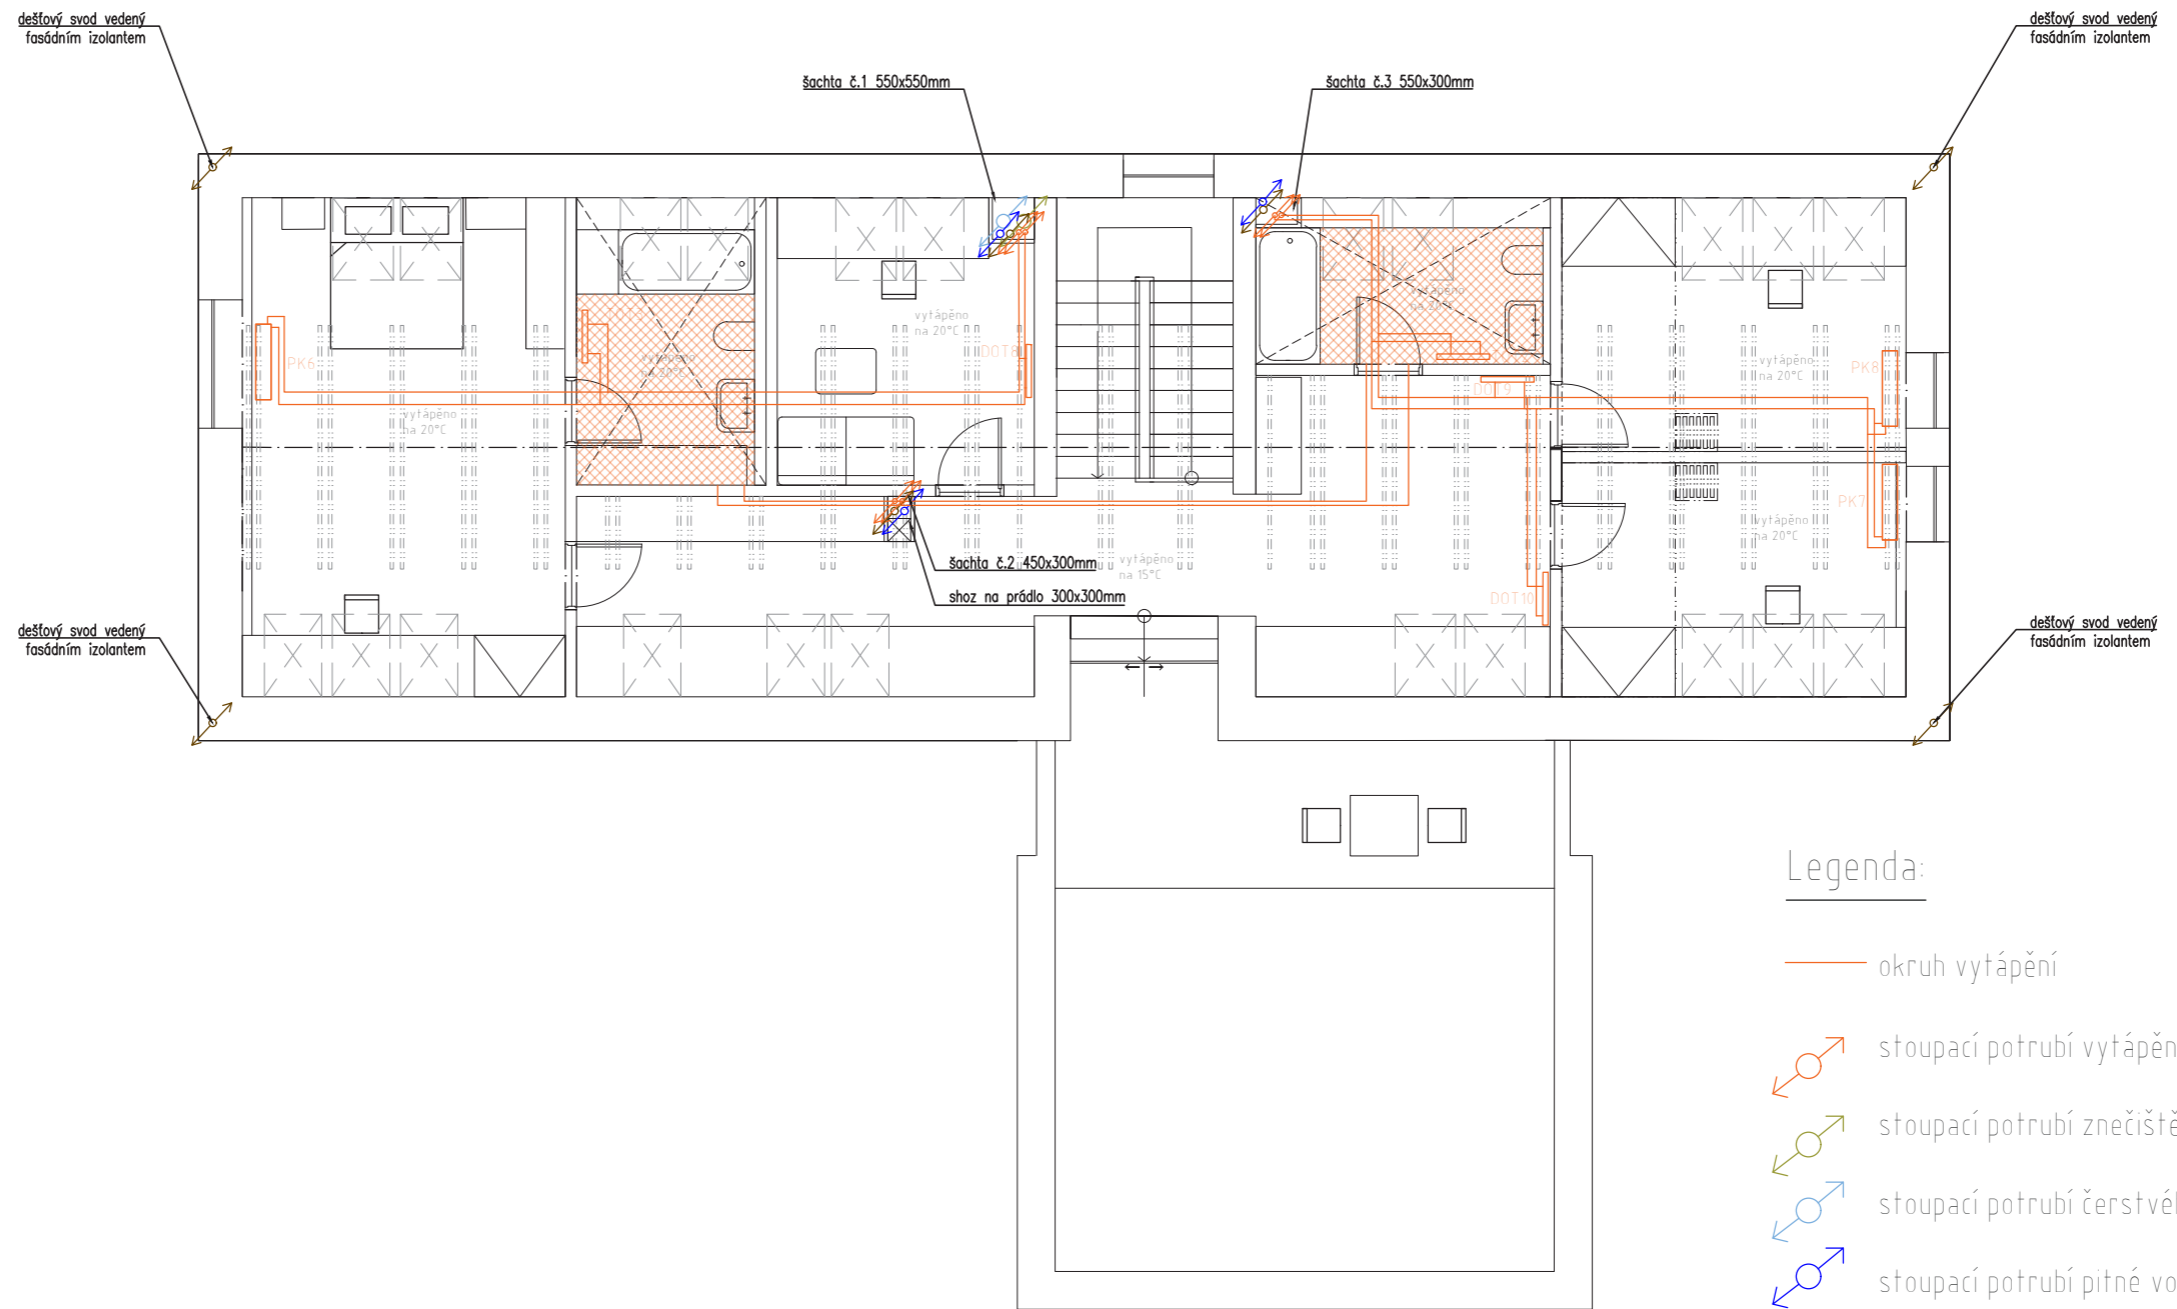 dešťový svod vedený
fasádním izolantem
dešťový svod vedený
fasádním izolantem
šachta č.1 550x550mm
šachta č.3 550x300mm
vytápěno
na 20°C
vytápěno
na 20°C
DOT8
PK6
vytápěno
na 20°C
vytápěno
na 20°C
PK8
DOT9
vytápěno
na 20°C
PK7
vytápěno
na 20°C
šachta č.2 450x300mm
vytápěno
na 15°C
shoz na prádlo 300x300mm
DOT10
dešťový svod vedený
fasádním izolantem
dešťový svod vedený
fasádním izolantem
Legenda:
okruh vytápění
stoupací potrubí vytápěn
stoupací potrubí znečiště
stoupací potrubí čerstvé
stoupací potrubí pitné vo